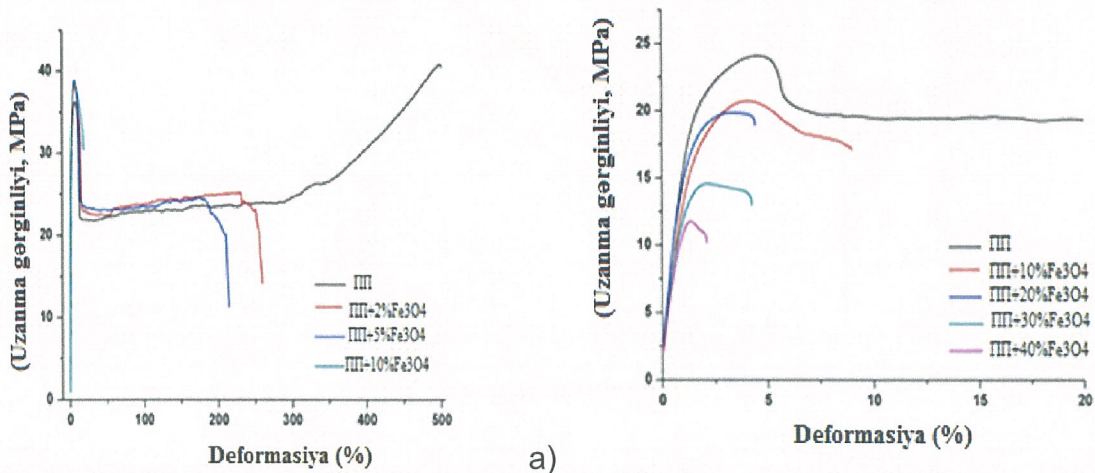 (Uzanma gərginliyi, MPa)
40
30
20
10
0
0 100 200 300 400 500
Deformasiya (%)
ПП
ПП+2%Fe3O4
ПП+5%Fe3O4
ПП+10%Fe3O4
a)
(Uzanma gərginliyi, MPa)
25
20
15
10
5
0
0 5 10 15 20
Deformasiya (%)
ПП
ПП+10%Fe3O4
ПП+20%Fe3O4
ПП+30%Fe3O4
ПП+40%Fe3O4